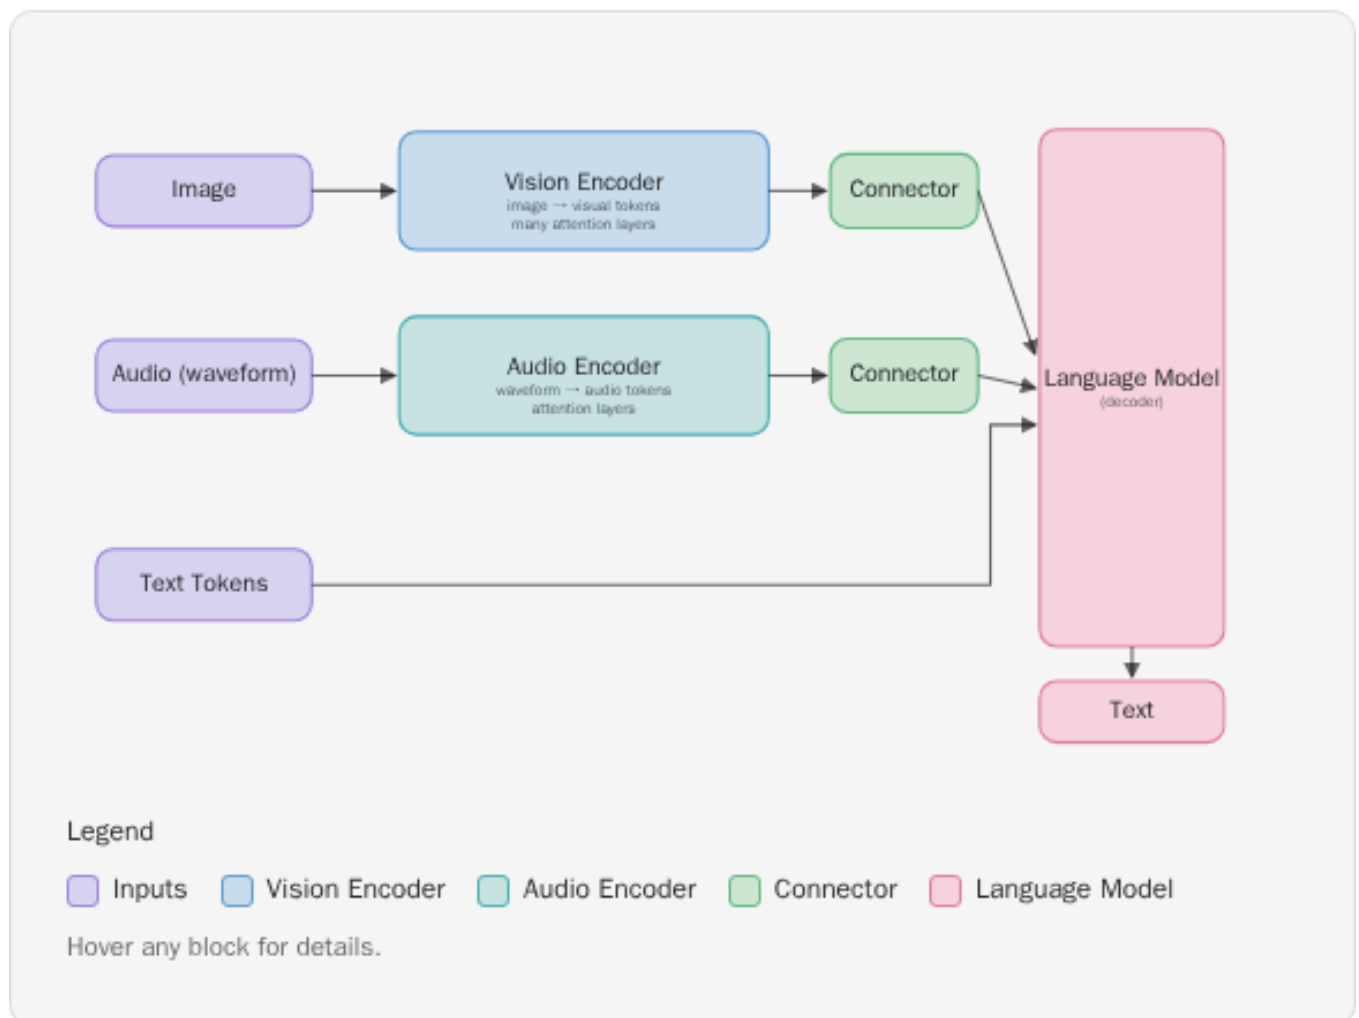 Image
Vision Encoder
image → visual tokens
many attention layers
Connector
Audio (waveform)
Audio Encoder
waveform → audio tokens
attention layers
Connector
Language Model
(decoder)
Text Tokens
Text
Legend
Inputs
Vision Encoder
Audio Encoder
Connector
Language Model
Hover any block for details.